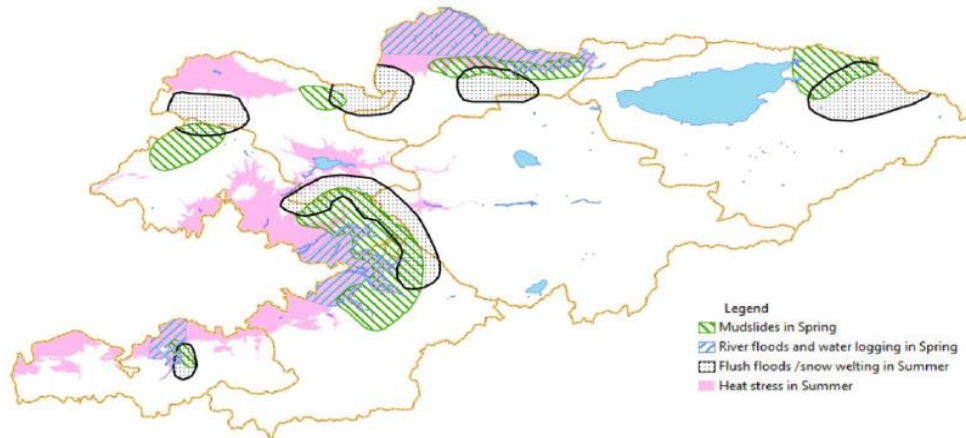 Legend
Mudslides in Spring
River floods and water logging in Spring
Flush floods /snow welting in Summer
Heat stress in Summer